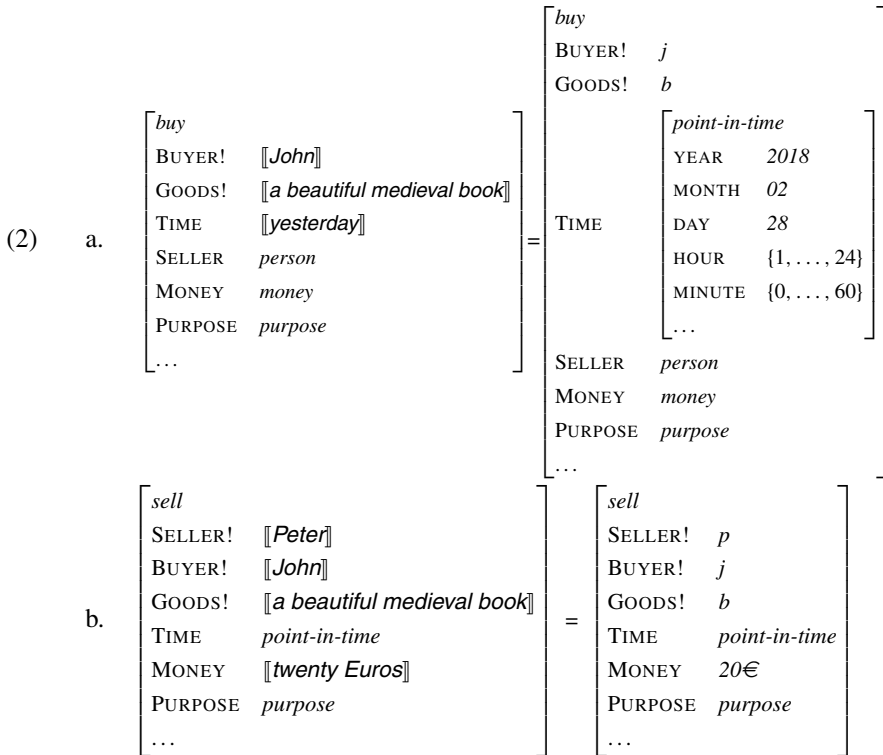 (2) a.
buy
BUYER! ⟦John⟧
GOODS! ⟦a beautiful medieval book⟧
TIME ⟦yesterday⟧
SELLER person
MONEY money
PURPOSE purpose
...
=
buy
BUYER! j
GOODS! b
TIME
point-in-time
YEAR 2018
MONTH 02
DAY 28
HOUR {1, . . . , 24}
MINUTE {0, . . . , 60}
...
SELLER person
MONEY money
PURPOSE purpose
...
b.
sell
SELLER! ⟦Peter⟧
BUYER! ⟦John⟧
GOODS! ⟦a beautiful medieval book⟧
TIME point-in-time
MONEY ⟦twenty Euros⟧
PURPOSE purpose
...
=
sell
SELLER! p
BUYER! j
GOODS! b
TIME point-in-time
MONEY 20€
PURPOSE purpose
...